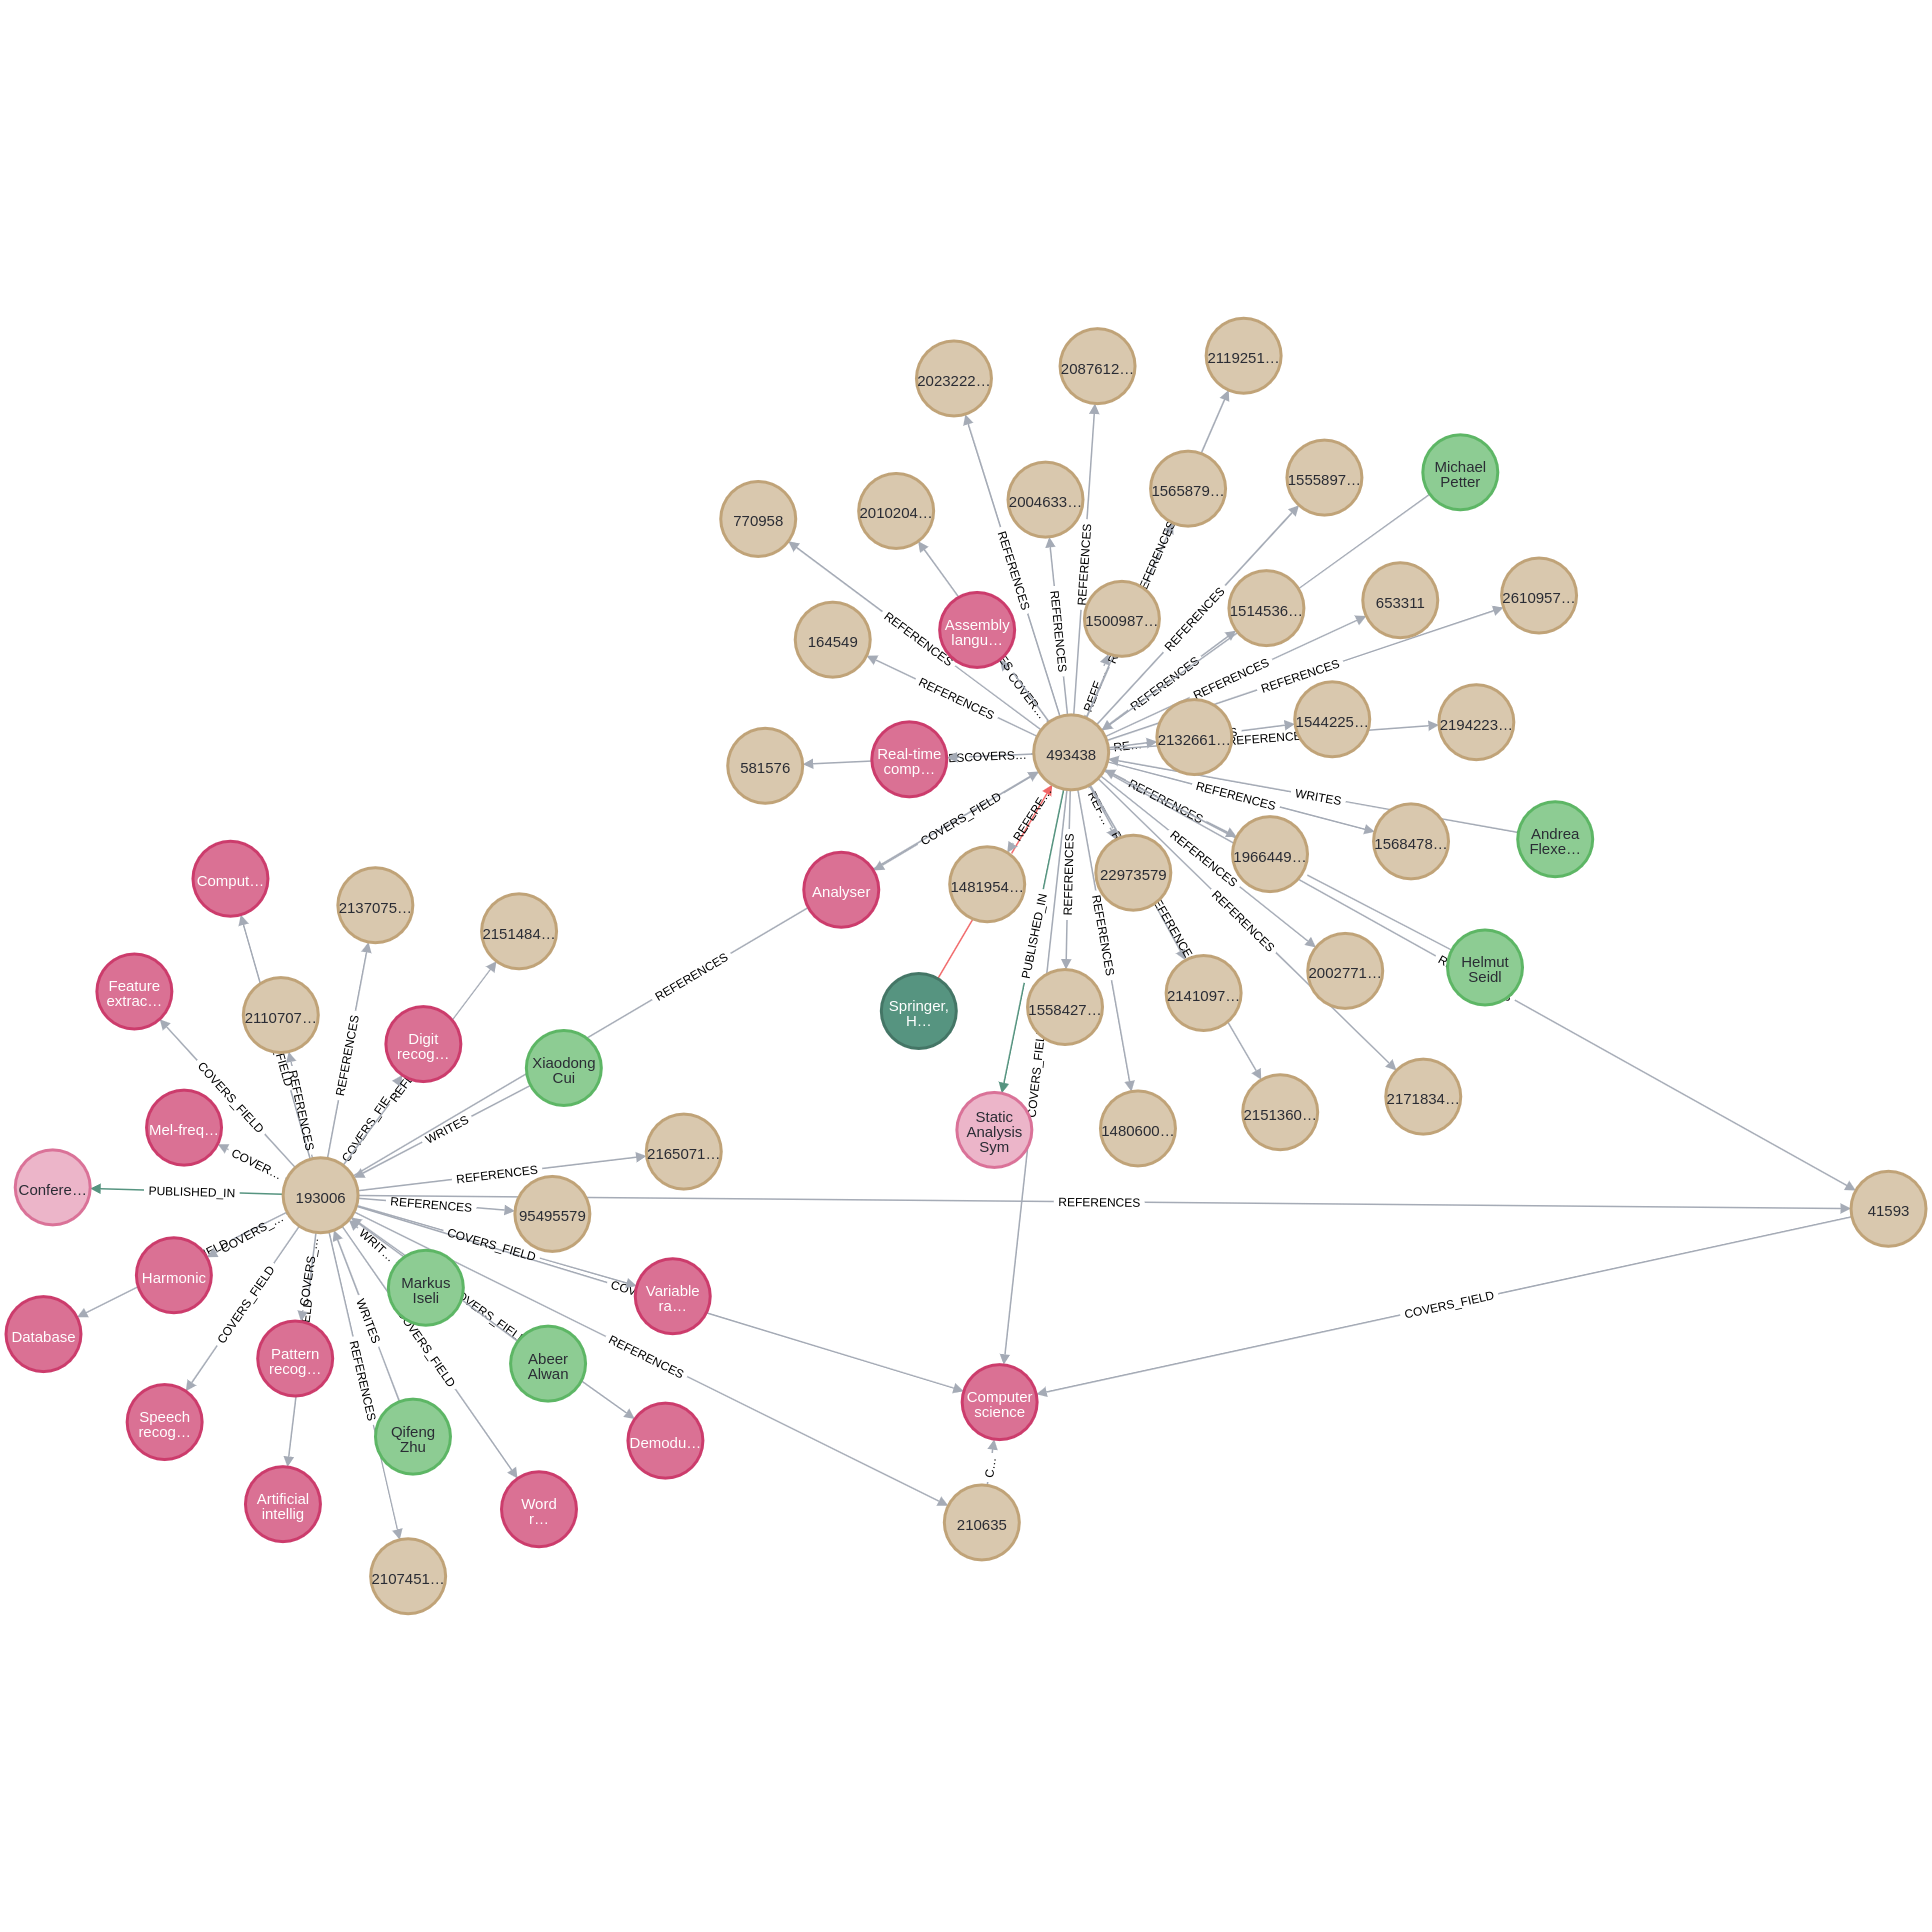 2119251…
2087612…
2023222…
Michael
Petter
1555897…
1565879…
2004633…
2010204…
770958
REFERENCES
REFERENCES
REFERENCES
2610957…
653311
1514536…
1500987…
Assembly
langu…
164549
REFERENCES
REFERENCES
REFERENCES
REFERENCES
REFERENCES
REFERENCES
REFERENCES
COVER…
2194223…
1544225…
2132661…
493438
Real-time
comp…
581576
RE…
COVERS…
REFERENCES
WRITES
REFERENCES
REFERENCES
COVERS_FIELD
Andrea
Flexe…
1568478…
1966449…
22973579
1481954…
Analyser
Comput…
2137075…
2151484…
REFERENCES
REFERENCES
REFERENCES
REFERENCES
PUBLISHED_IN
REFERENCES
Helmut
Seidl
2002771…
2141097…
1558427…
Springer,
H…
Feature
extrac…
2110707…
Digit
recog…
Xiaodong
Cui
REFERENCES
REFERENCES
COVERS_FIELD
2171834…
2151360…
1480600…
Static
Analysis
Sym
Mel-freq…
WRITES
COVER…
2165071…
REFERENCES
Confere…
PUBLISHED_IN
193006
REFERENCES
95495579
REFERENCES
41593
COVERS_…
WRIT…
COVERS_FIELD
Harmonic
COVERS_…
Markus
Iseli
Variable
ra…
COVERS_FIELD
COVERS_FIELD
Database
WRITES
REFERENCES
Pattern
recog…
Abeer
Alwan
REFERENCES
Computer
science
Speech
recog…
Qifeng
Zhu
Demodu…
C…
Artificial
intellig
Word
r…
210635
2107451…